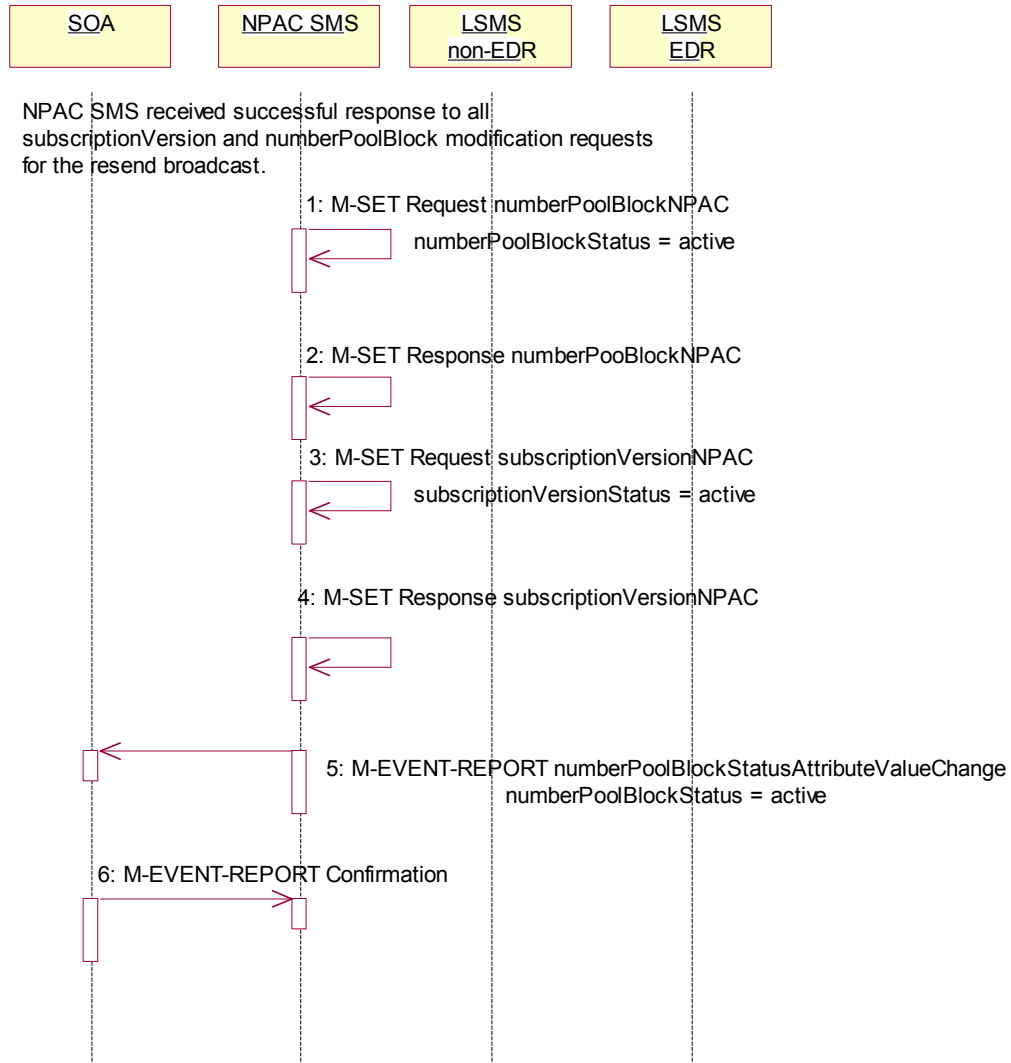 SOA
NPAC SMS
LSMS
non-EDR
LSMS
EDR
NPAC SMS received successful response to all
subscriptionVersion and numberPoolBlock modification requests
for the resend broadcast.
1: M-SET Request numberPoolBlockNPAC
numberPoolBlockStatus = active
2: M-SET Response numberPooBlockNPAC
3: M-SET Request subscriptionVersionNPAC
subscriptionVersionStatus = active
4: M-SET Response subscriptionVersionNPAC
5: M-EVENT-REPORT numberPoolBlockStatusAttributeValueChange
numberPoolBlockStatus = active
6: M-EVENT-REPORT Confirmation